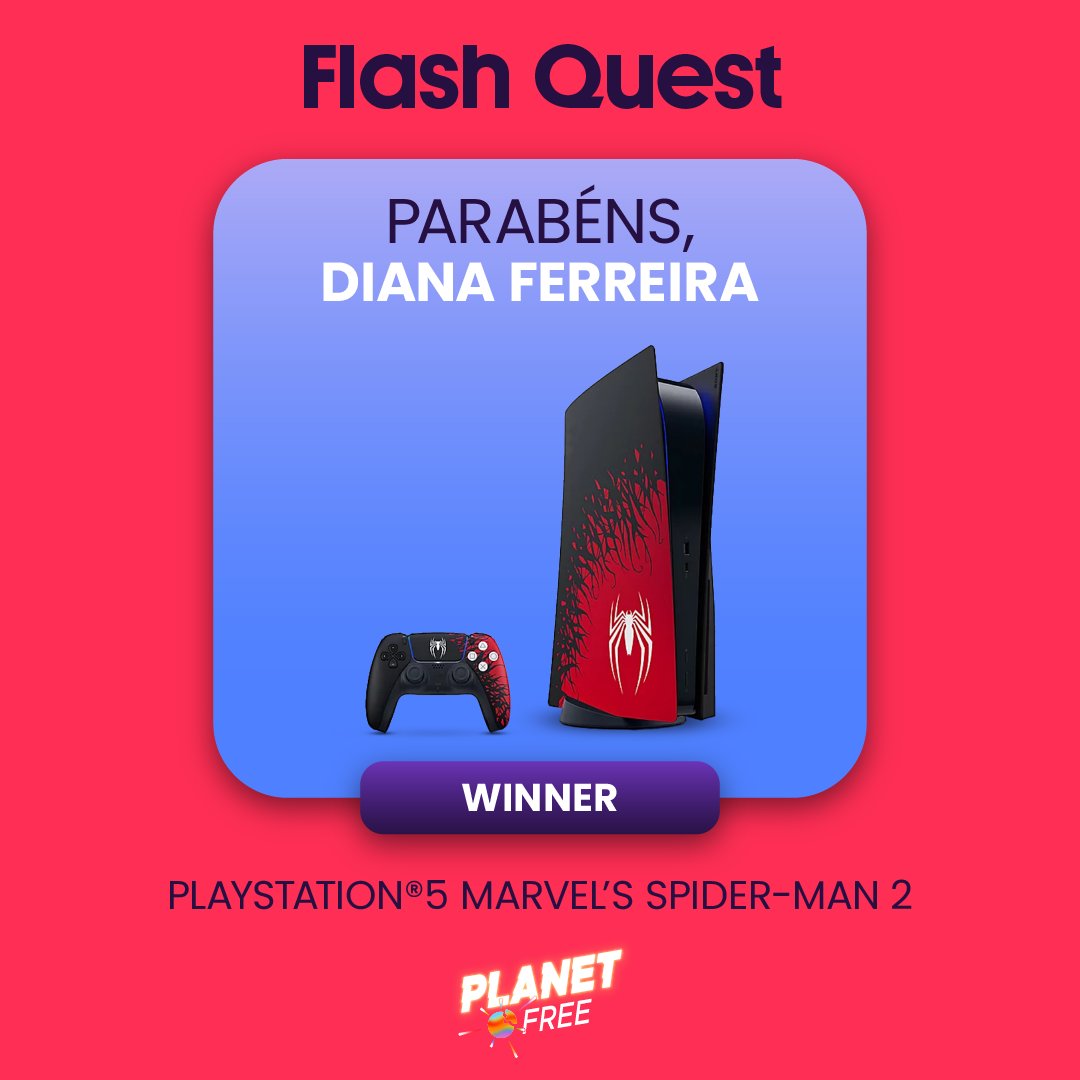 Flash Quest
PARABÉNS,
DIANA FERREIRA
WINNER
PLAYSTATION®5 MARVEL’S SPIDER-MAN 2
PLANET
FREE